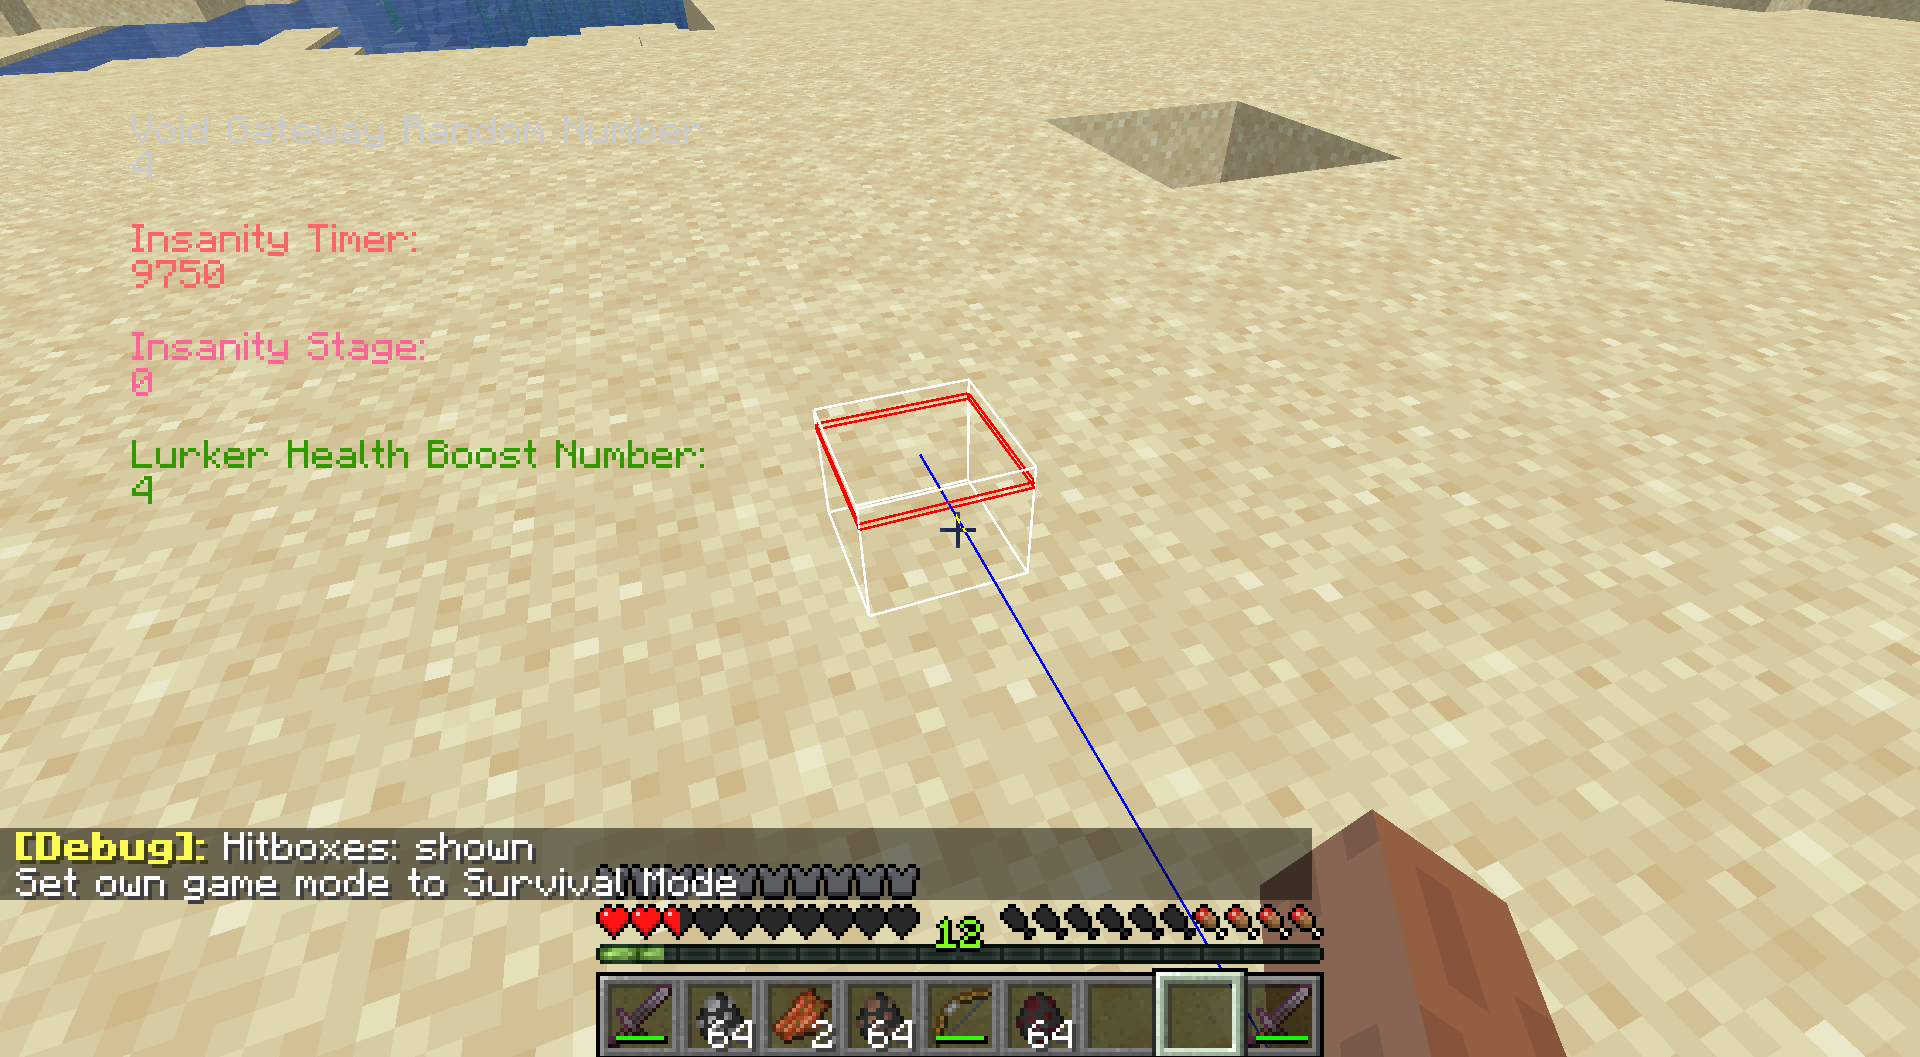 Void Gateway Random Number
4
Insanity Timer:
9750
Insanity Stage:
0
Lurker Health Boost Number:
4
[Debug]: Hitboxes: shown
Set own game mode to Survival Mode
18
64
2
64
64